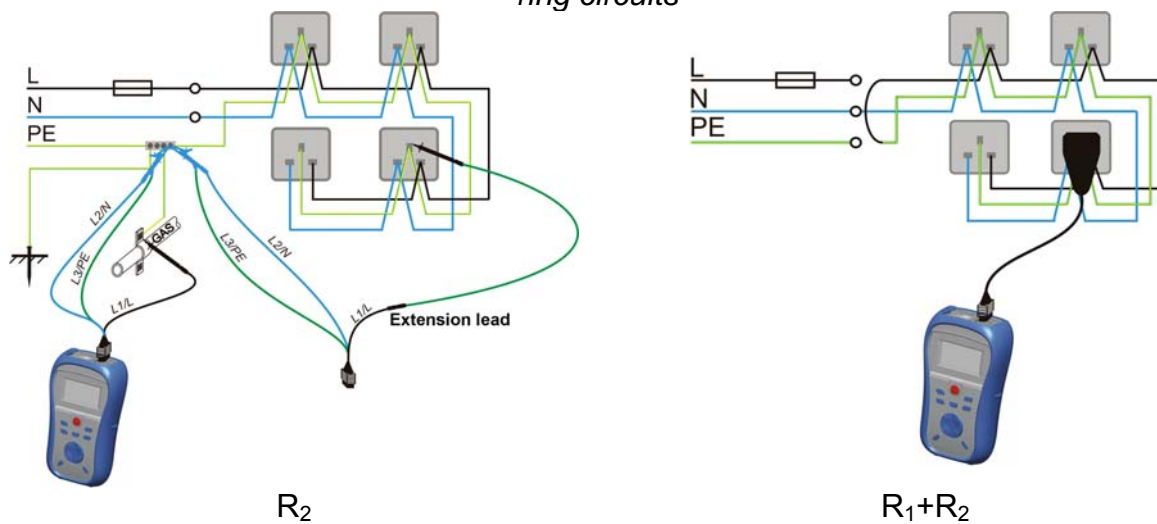 ring circuits
L
N
PE
L2/N
L3/PE
GAS
L1/L
L3/PE
L2/N
L1/L
Extension lead
L
N
PE
R₂
R₁+R₂